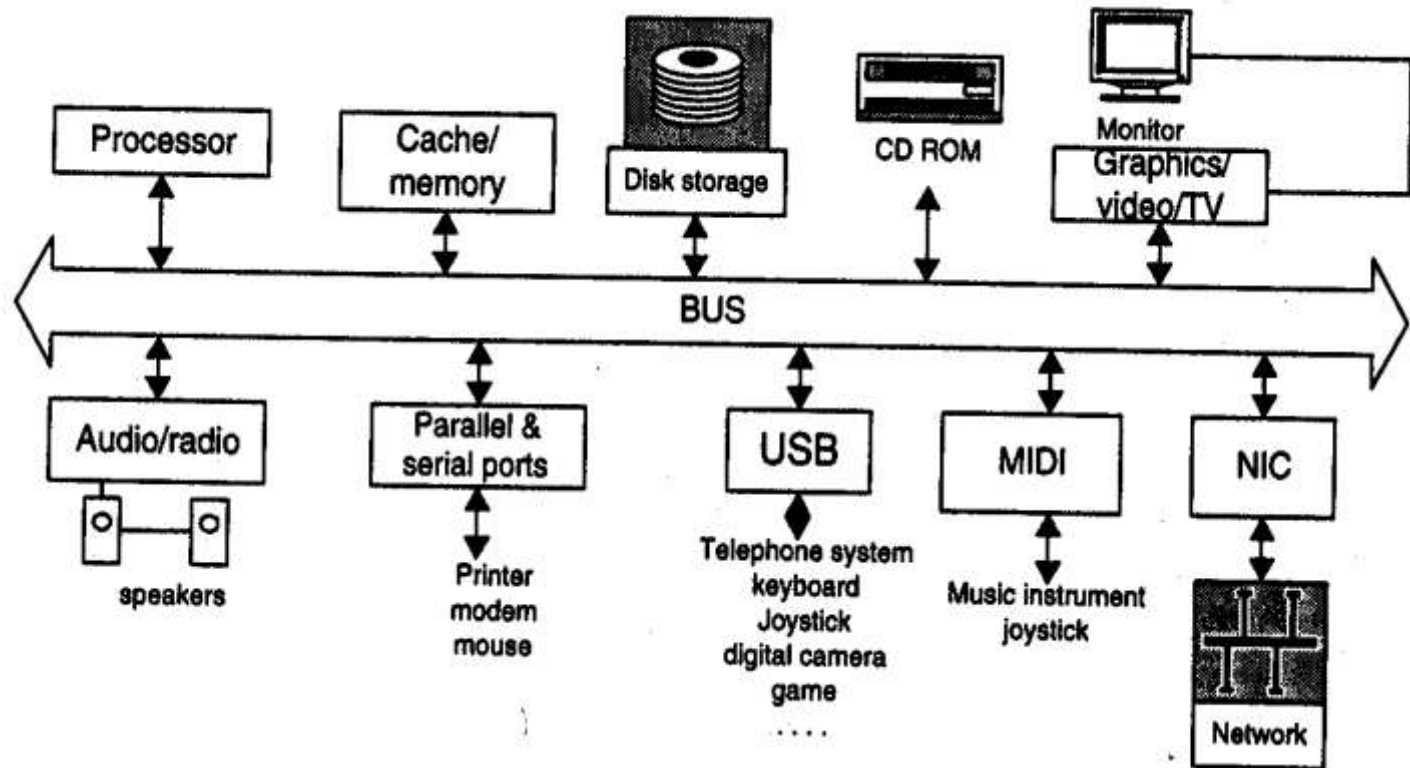 Processor
Cache/
memory
Disk storage
CD ROM
Monitor
Graphics/
video/TV
BUS
Audio/radio
speakers
Parallel &
serial ports
Printer
modem
mouse
USB
Telephone system
keyboard
Joystick
digital camera
game
....
MIDI
Music instrument
joystick
NIC
Network